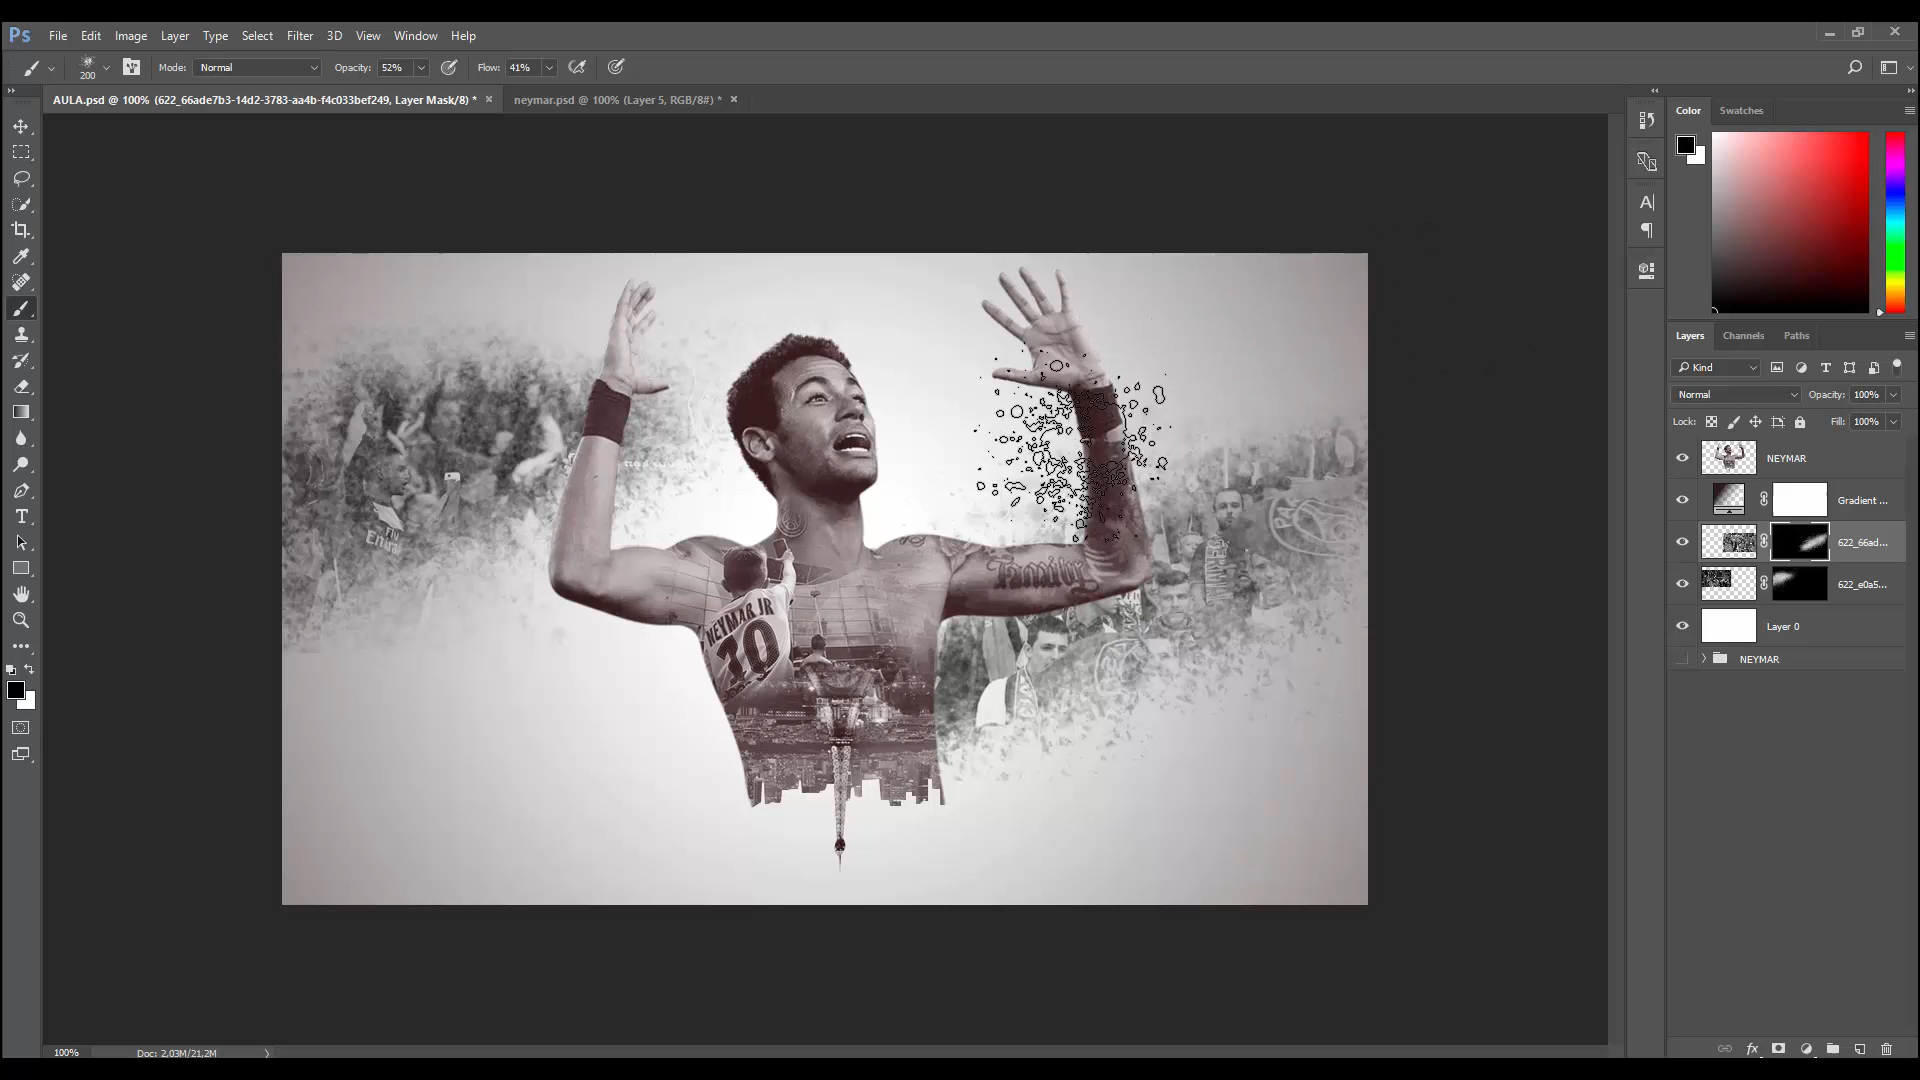 Ps File Edit Image Layer Type Select Filter 3D View Window Help
200 Mode: Normal Opacity: 52% Flow: 41%
AULA.psd @ 100% (622_66ade7b3-14d2-3783-aa4b-f4c033bef249, Layer Mask/8) * × neymar.psd @ 100% (Layer 5, RGB/8#) * ×
Color Swatches
Layers Channels Paths
Kind
Normal Opacity: 100%
Lock: Fill: 100%
NEYMAR
Gradient ...
622_66ad...
622_e0a5...
Layer 0
NEYMAR
Fly
Emirat
family
NEYMAR JR
10
100% Doc: 2,03M/21,2M